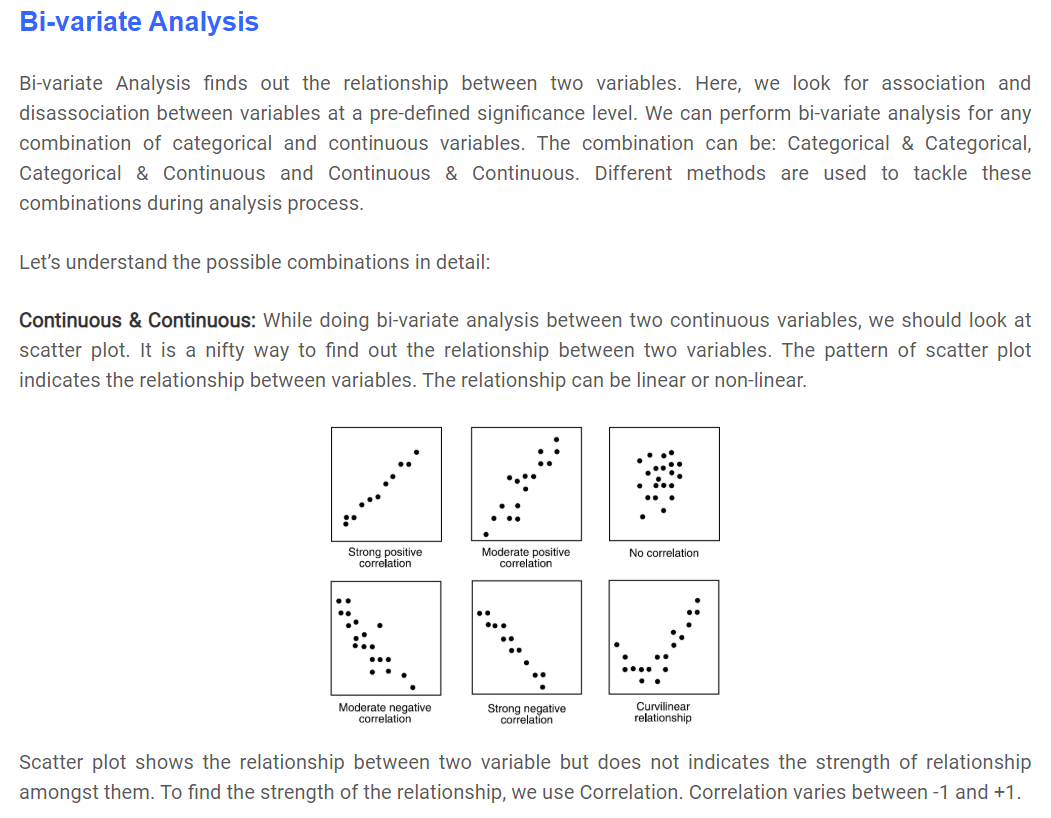 Bi-variate Analysis
Bi-variate Analysis finds out the relationship between two variables. Here, we look for association and
disassociation between variables at a pre-defined significance level. We can perform bi-variate analysis for any
combination of categorical and continuous variables. The combination can be: Categorical & Categorical,
Categorical & Continuous and Continuous & Continuous. Different methods are used to tackle these
combinations during analysis process.
Let’s understand the possible combinations in detail:
Continuous & Continuous: While doing bi-variate analysis between two continuous variables, we should look at
scatter plot. It is a nifty way to find out the relationship between two variables. The pattern of scatter plot
indicates the relationship between variables. The relationship can be linear or non-linear.
Strong positive
correlation
Moderate positive
correlation
No correlation
Moderate negative
correlation
Strong negative
correlation
Curvilinear
relationship
Scatter plot shows the relationship between two variable but does not indicates the strength of relationship
amongst them. To find the strength of the relationship, we use Correlation. Correlation varies between -1 and +1.